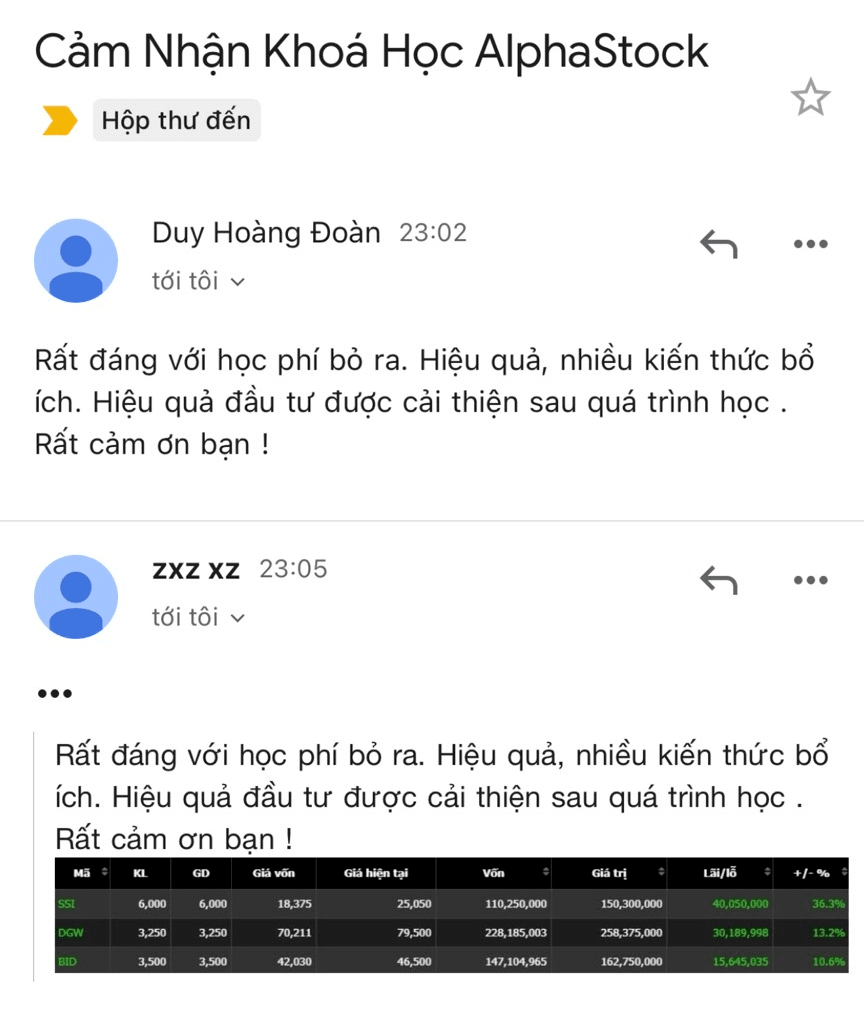 Cảm Nhận Khoá Học AlphaStock
Hộp thư đến
Duy Hoàng Đoàn 23:02
tới tôi
Rất đáng với học phí bỏ ra. Hiệu quả, nhiều kiến thức bổ
ích. Hiệu quả đầu tư được cải thiện sau quá trình học .
Rất cảm ơn bạn !
zxz xz 23:05
tới tôi
•••
Rất đáng với học phí bỏ ra. Hiệu quả, nhiều kiến thức bổ
ích. Hiệu quả đầu tư được cải thiện sau quá trình học .
Rất cảm ơn bạn !
Mã KL GD Giá vốn Giá hiện tại Vốn Giá trị Lãi/lỗ +/- %
SSI 6,000 6,000 18,375 25,050 110,250,000 150,300,000 40,050,000 36.3%
DGW 3,250 3,250 70,211 79,500 228,185,003 258,375,000 30,189,998 13.2%
BID 3,500 3,500 42,030 46,500 147,104,965 162,750,000 15,645,035 10.6%